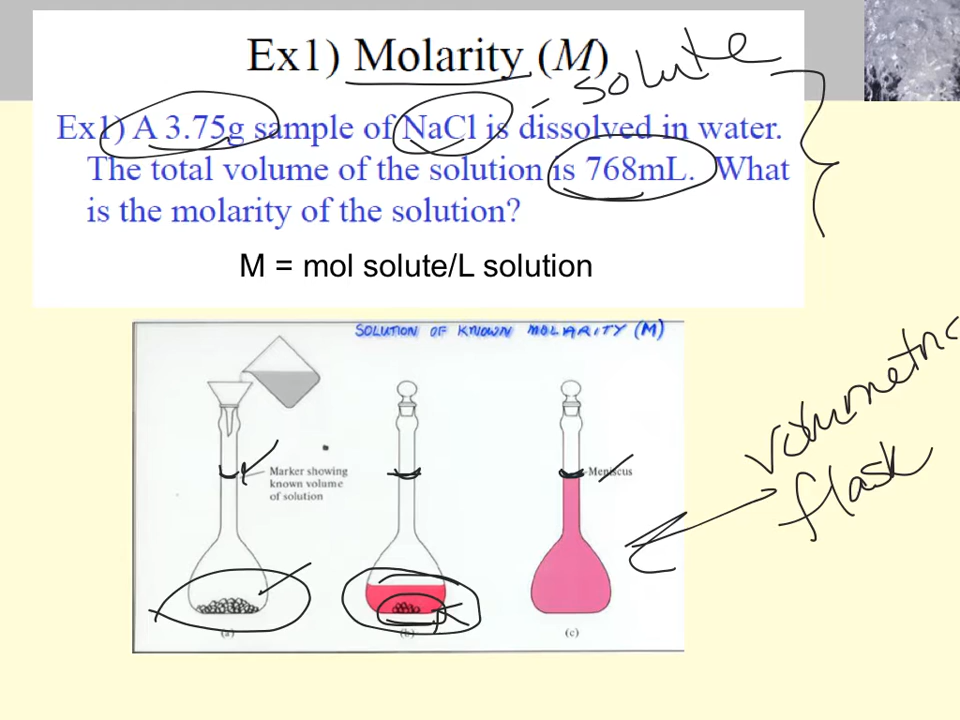 Ex1) Molarity (M)
= solute
Ex1) A 3.75g sample of NaCl is dissolved in water.
The total volume of the solution is 768mL. What
is the molarity of the solution?
M = mol solute/L solution
SOLUTION OF KNOWN MOLARITY (M)
Marker showing
known volume
of solution
Meniscus
volumetric
flask
(a)
(b)
(c)